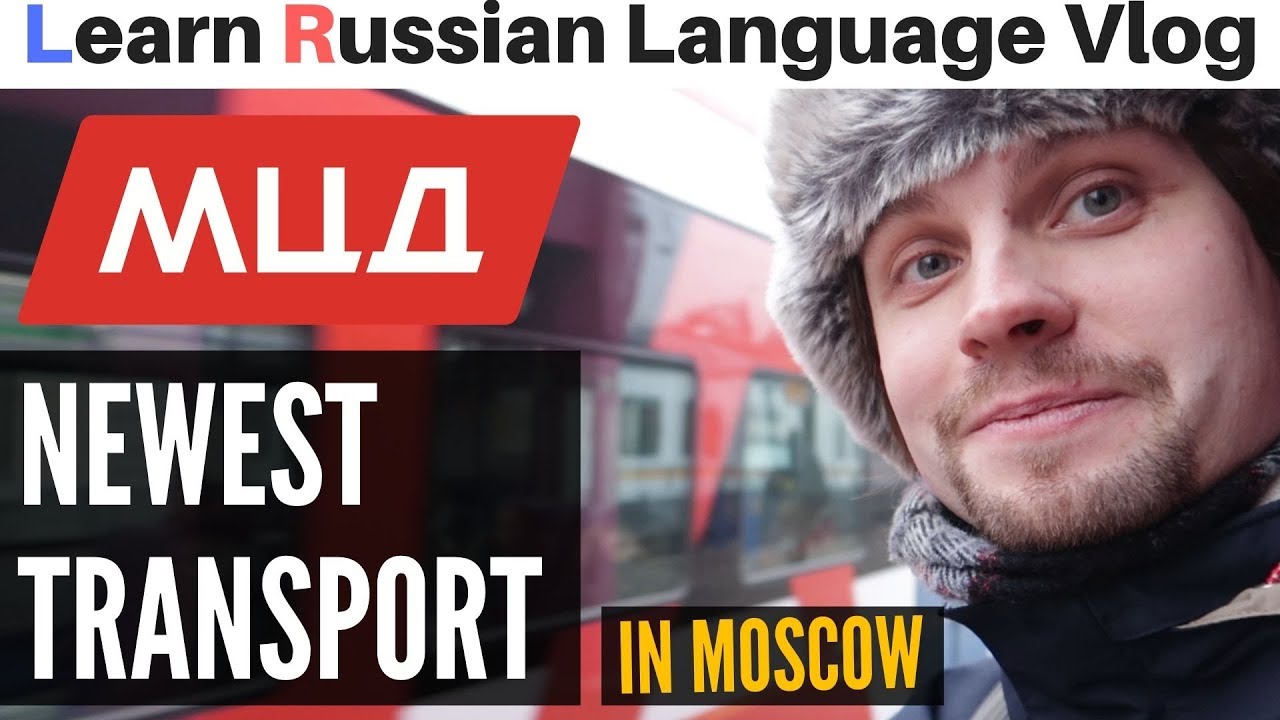 Learn Russian Language Vlog
МЦД
NEWEST
TRANSPORT
IN MOSCOW